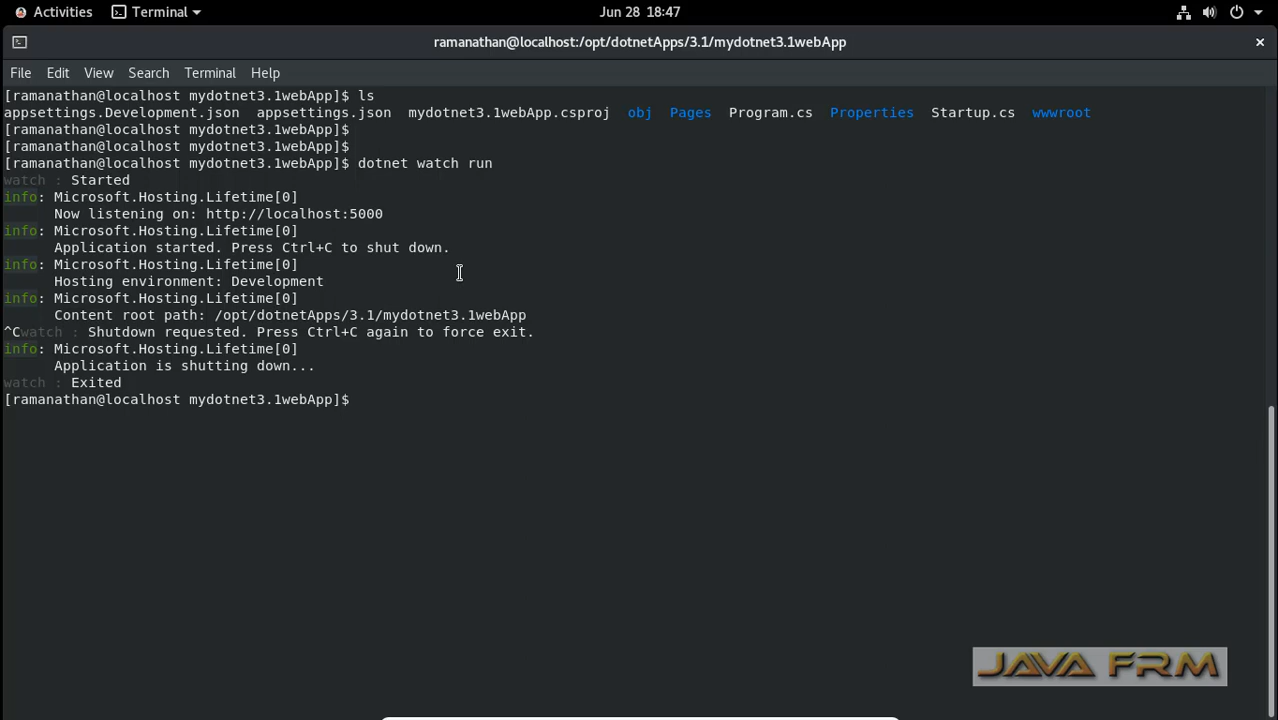 Activities Terminal Jun 28 18:47
ramanathan@localhost:/opt/dotnetApps/3.1/mydotnet3.1webApp
File Edit View Search Terminal Help
[ramanathan@localhost mydotnet3.1webApp]$ ls
appsettings.Development.json appsettings.json mydotnet3.1webApp.csproj obj Pages Program.cs Properties Startup.cs wwwroot
[ramanathan@localhost mydotnet3.1webApp]$
[ramanathan@localhost mydotnet3.1webApp]$
[ramanathan@localhost mydotnet3.1webApp]$ dotnet watch run
watch : Started
info: Microsoft.Hosting.Lifetime[0]
Now listening on: http://localhost:5000
info: Microsoft.Hosting.Lifetime[0]
Application started. Press Ctrl+C to shut down.
info: Microsoft.Hosting.Lifetime[0]
Hosting environment: Development
info: Microsoft.Hosting.Lifetime[0]
Content root path: /opt/dotnetApps/3.1/mydotnet3.1webApp
^Cwatch : Shutdown requested. Press Ctrl+C again to force exit.
info: Microsoft.Hosting.Lifetime[0]
Application is shutting down...
watch : Exited
[ramanathan@localhost mydotnet3.1webApp]$
JAVA FRM